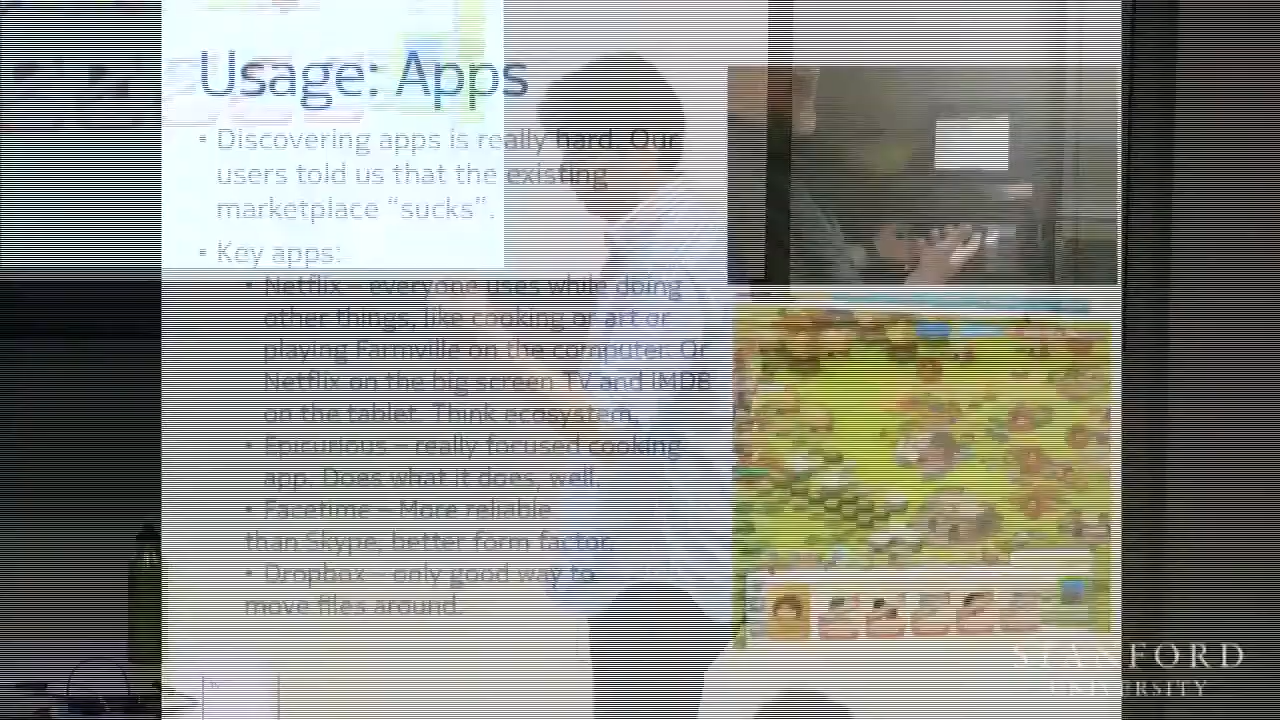 Usage: Apps
• Discovering apps is really hard. Our
users told us that the existing
marketplace “sucks”.
• Key apps:
• Netflix – everyone uses while doing
other things, like cooking or art or
playing Farmville on the computer. Or
Netflix on the big screen TV and IMDB
on the tablet. Think ecosystem.
• Epicurious – really focused cooking
app. Does what it does, well.
• Facetime – More reliable
than Skype, better form factor.
• Dropbox – only good way to
move files around.
STANFORD
UNIVERSITY